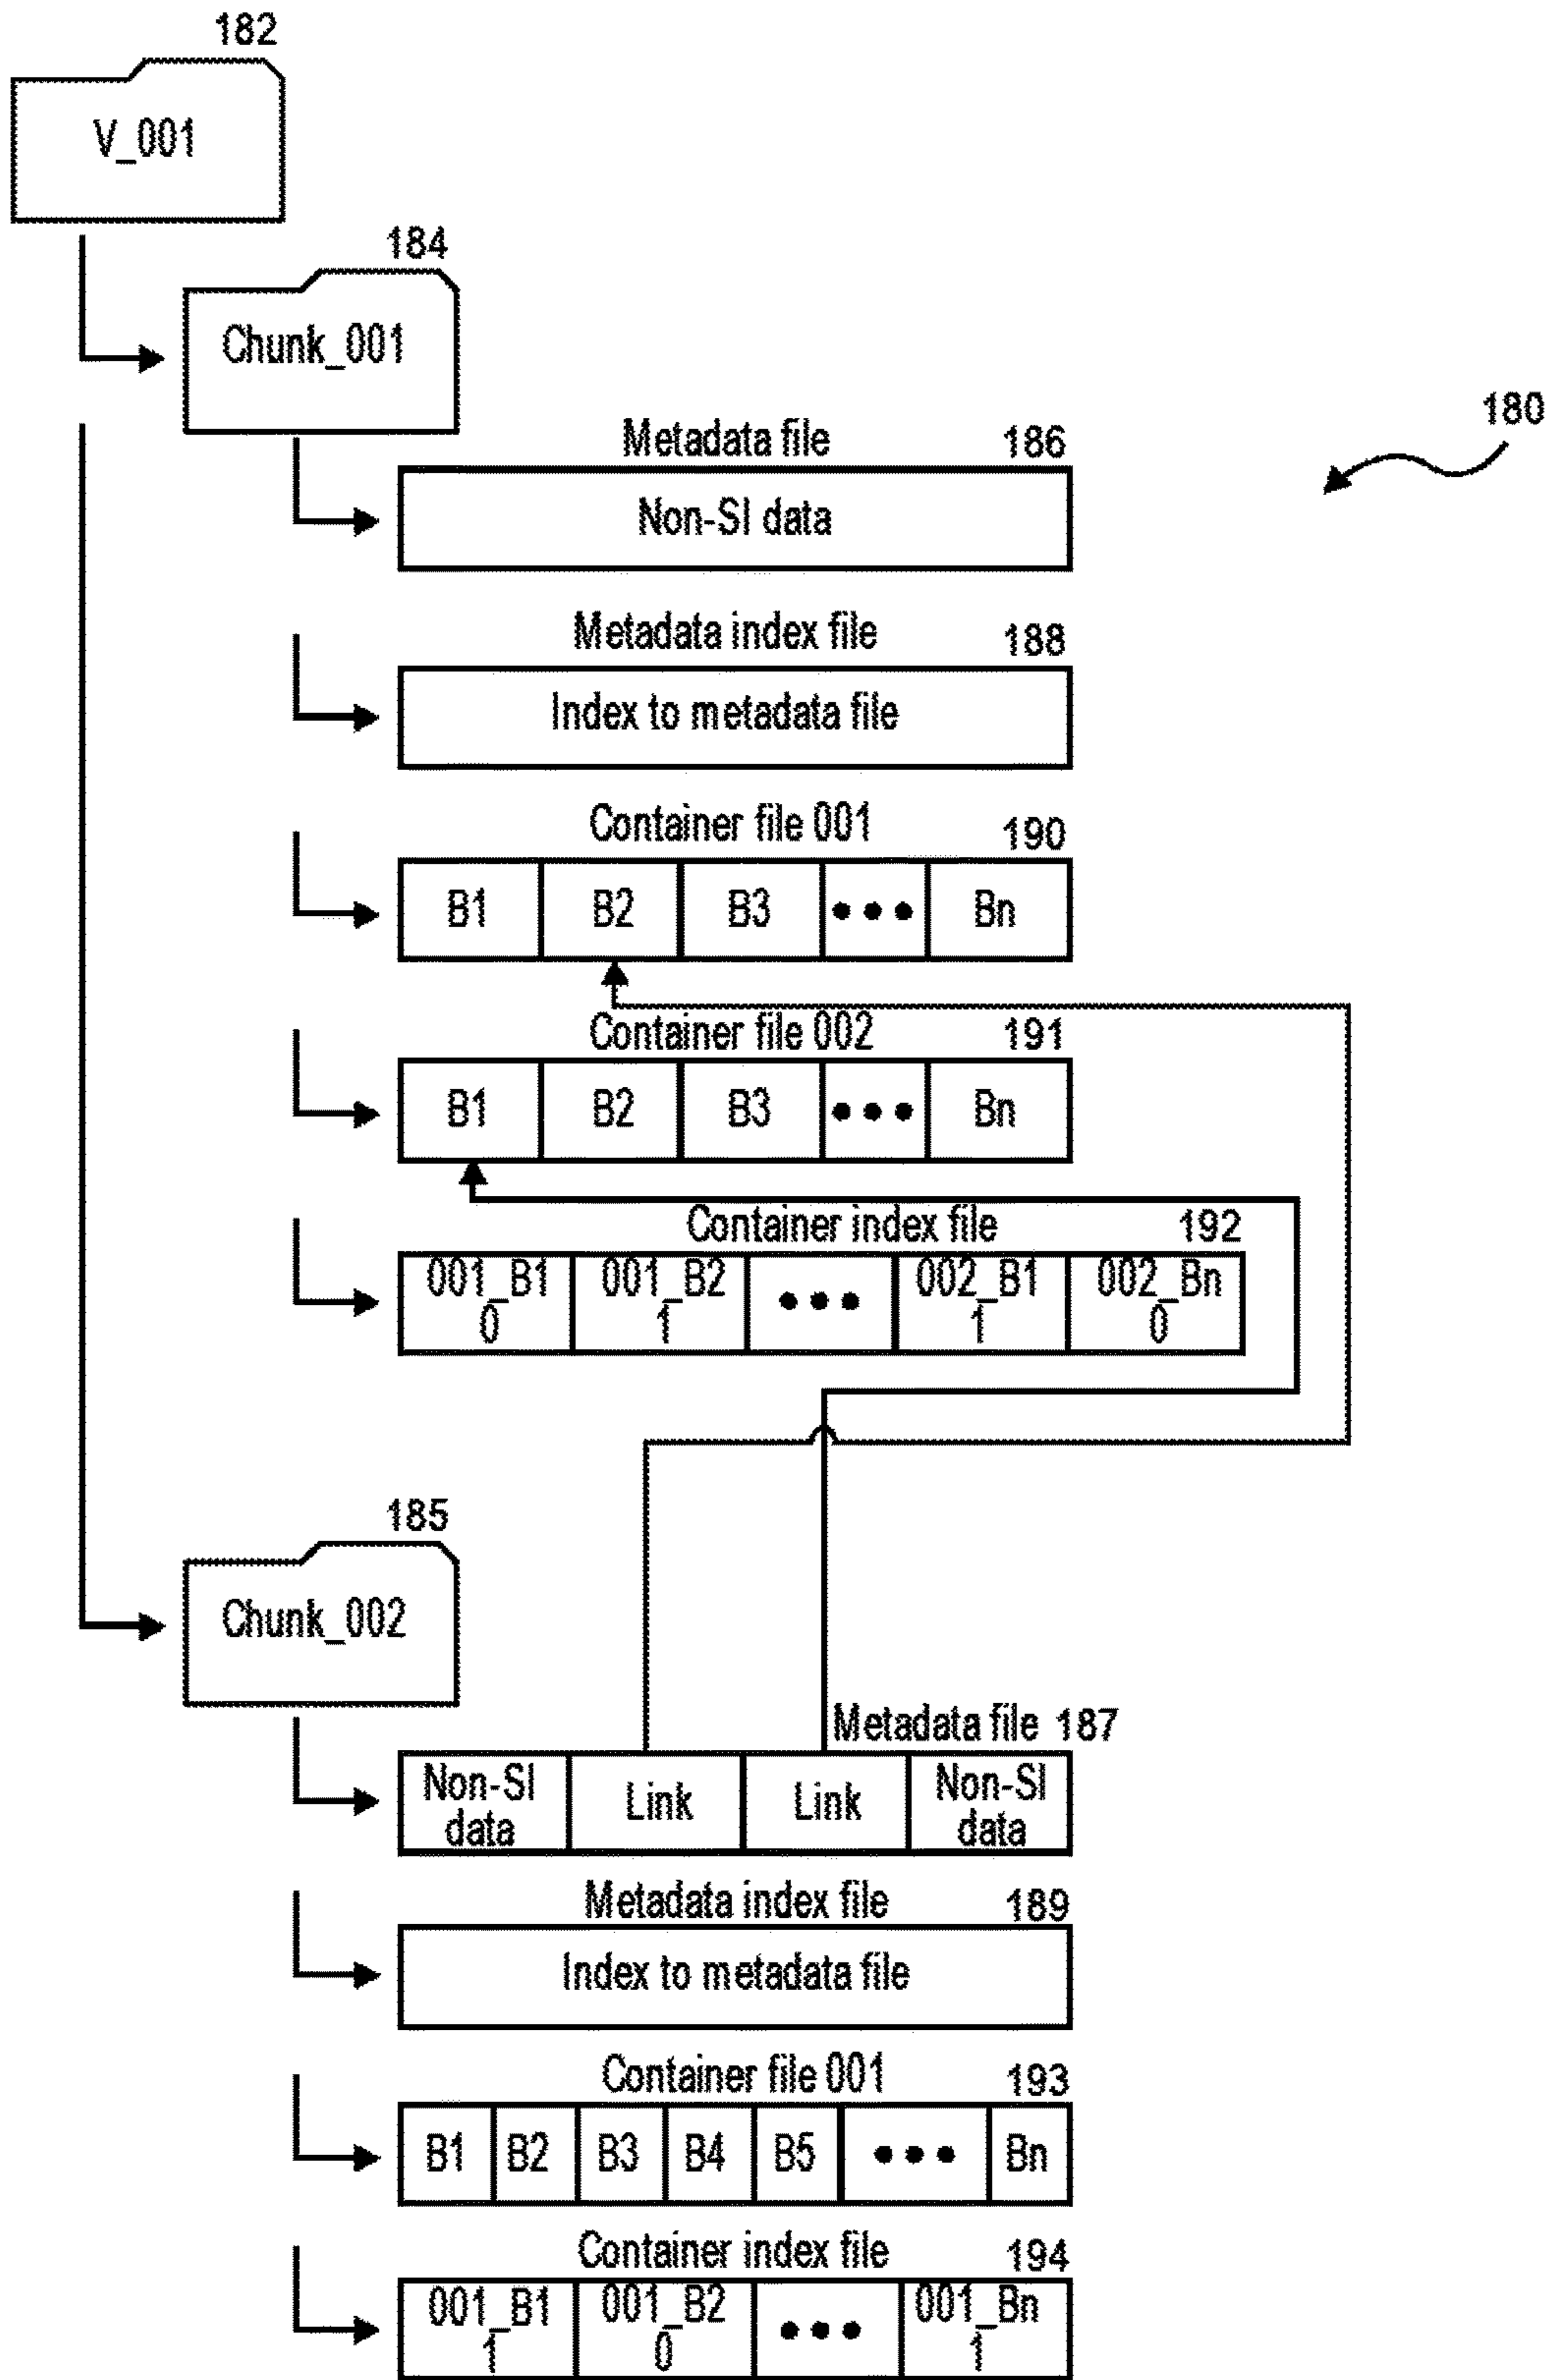 182
V_001
184
Chunk_001
180
Metadata file 186
Non-SI data
Metadata index file 188
Index to metadata file
Container file 001 190
B1 B2 B3 ••• Bn
Container file 002 191
B1 B2 B3 ••• Bn
Container index file 192
001_B1 001_B2 ••• 002_B1 002_Bn
0 1 1 0
185
Chunk_002
Metadata file 187
Non-SI Link Link Non-SI
data data
Metadata index file 189
Index to metadata file
Container file 001 193
B1 B2 B3 B4 B5 ••• Bn
Container index file 194
001_B1 001_B2 ••• 001_Bn
1 0 1